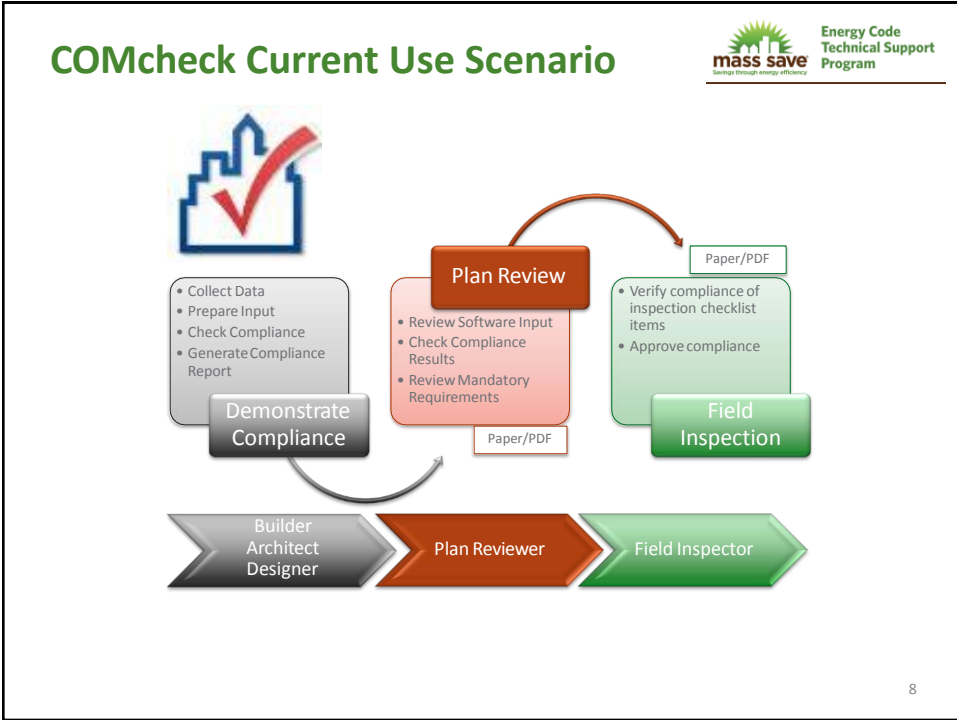 COMcheck Current Use Scenario
mass save
Savings through energy efficiency
Energy Code
Technical Support
Program
• Collect Data
• Prepare Input
• Check Compliance
• Generate Compliance
Report
Demonstrate
Compliance
Plan Review
• Review Software Input
• Check Compliance
Results
• Review Mandatory
Requirements
Paper/PDF
Paper/PDF
• Verify compliance of
inspection checklist
items
• Approve compliance
Field
Inspection
Builder
Architect
Designer
Plan Reviewer
Field Inspector
8